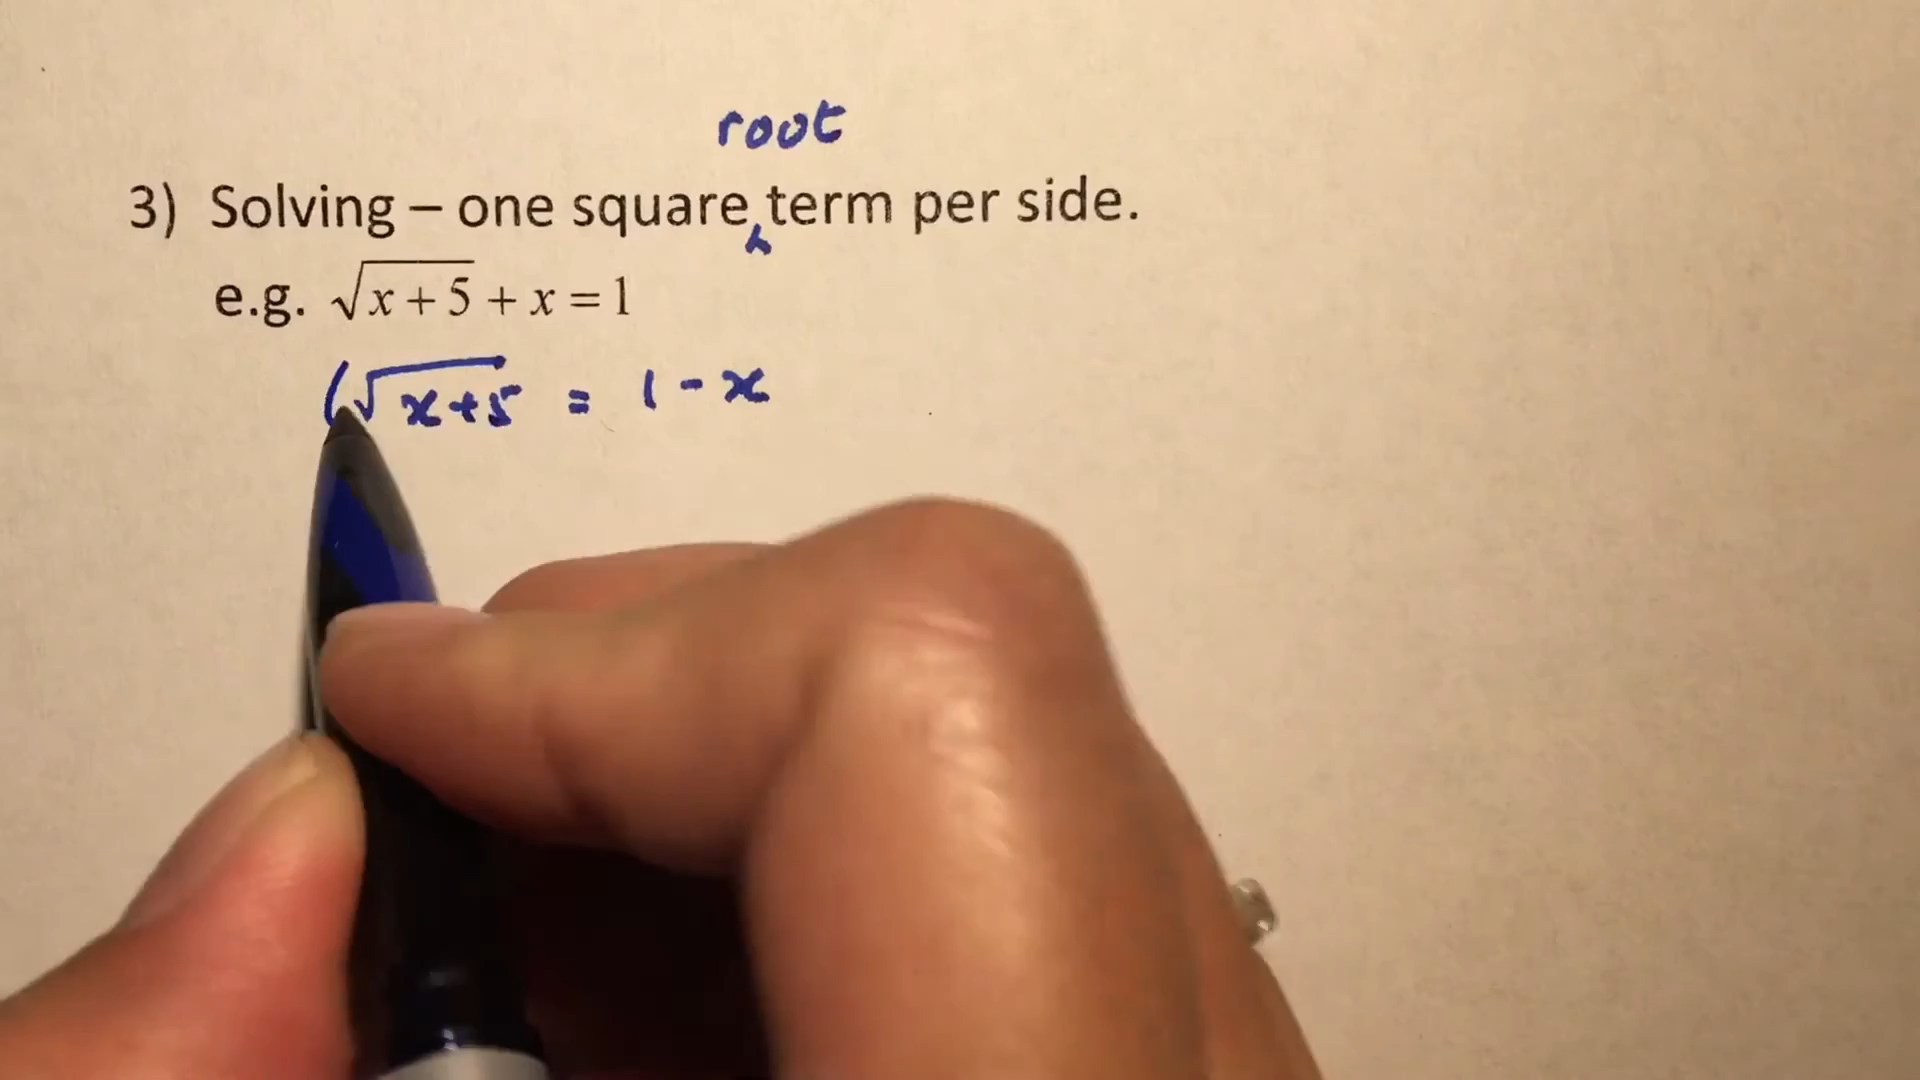 root
3) Solving – one square term per side.
e.g. √x + 5 + x = 1
(√x+5 = 1 - x